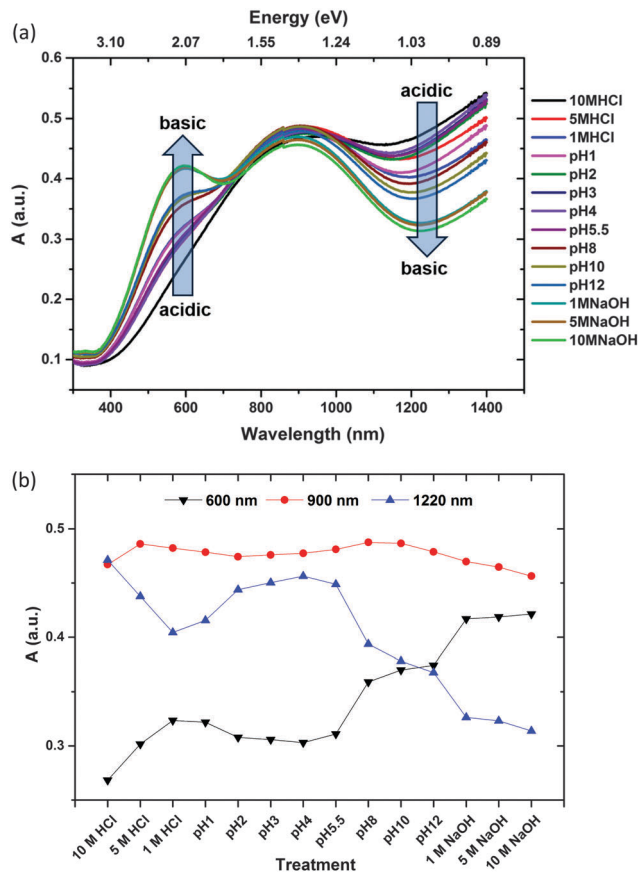 (a)
Energy (eV)
3.10 2.07 1.55 1.24 1.03 0.89
0.6
0.5
0.4
0.3
0.2
0.1
A (a.u.)
basic
acidic
acidic
basic
10MHCl
5MHCl
1MHCl
pH1
pH2
pH3
pH4
pH5.5
pH8
pH10
pH12
1MNaOH
5MNaOH
10MNaOH
400 600 800 1000 1200 1400
Wavelength (nm)
(b)
600 nm 900 nm 1220 nm
0.5
0.4
0.3
A (a.u.)
10 M HCl
5 M HCl
1 M HCl
pH1
pH2
pH3
pH4
pH5.5
pH8
pH10
pH12
1 M NaOH
5 M NaOH
10 M NaOH
Treatment